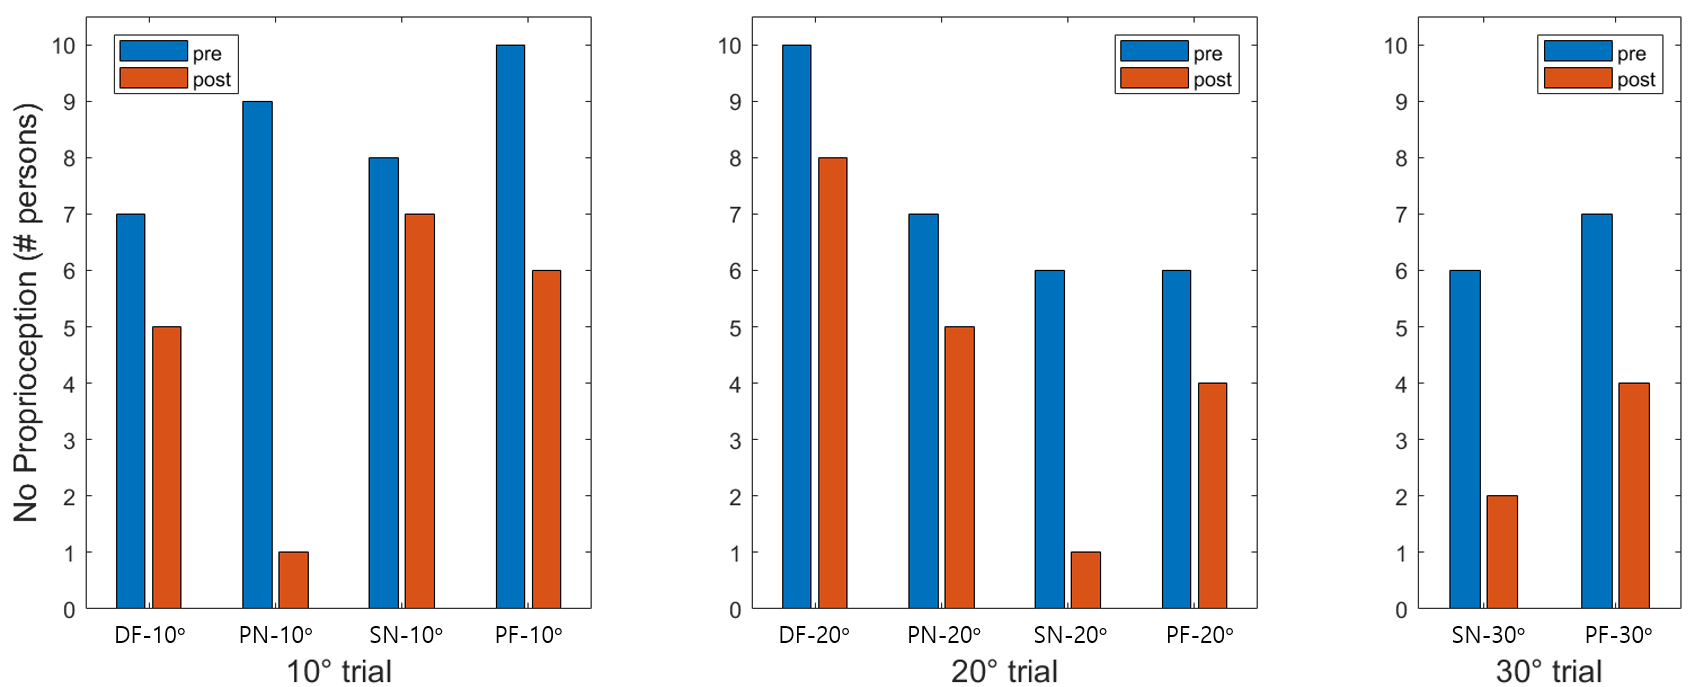 No Proprioception (# persons)
10
9
8
7
6
5
4
3
2
1
0
pre
post
DF-10°
PN-10°
SN-10°
PF-10°
10° trial
10
9
8
7
6
5
4
3
2
1
0
pre
post
DF-20°
PN-20°
SN-20°
PF-20°
20° trial
10
9
8
7
6
5
4
3
2
1
0
pre
post
SN-30°
PF-30°
30° trial